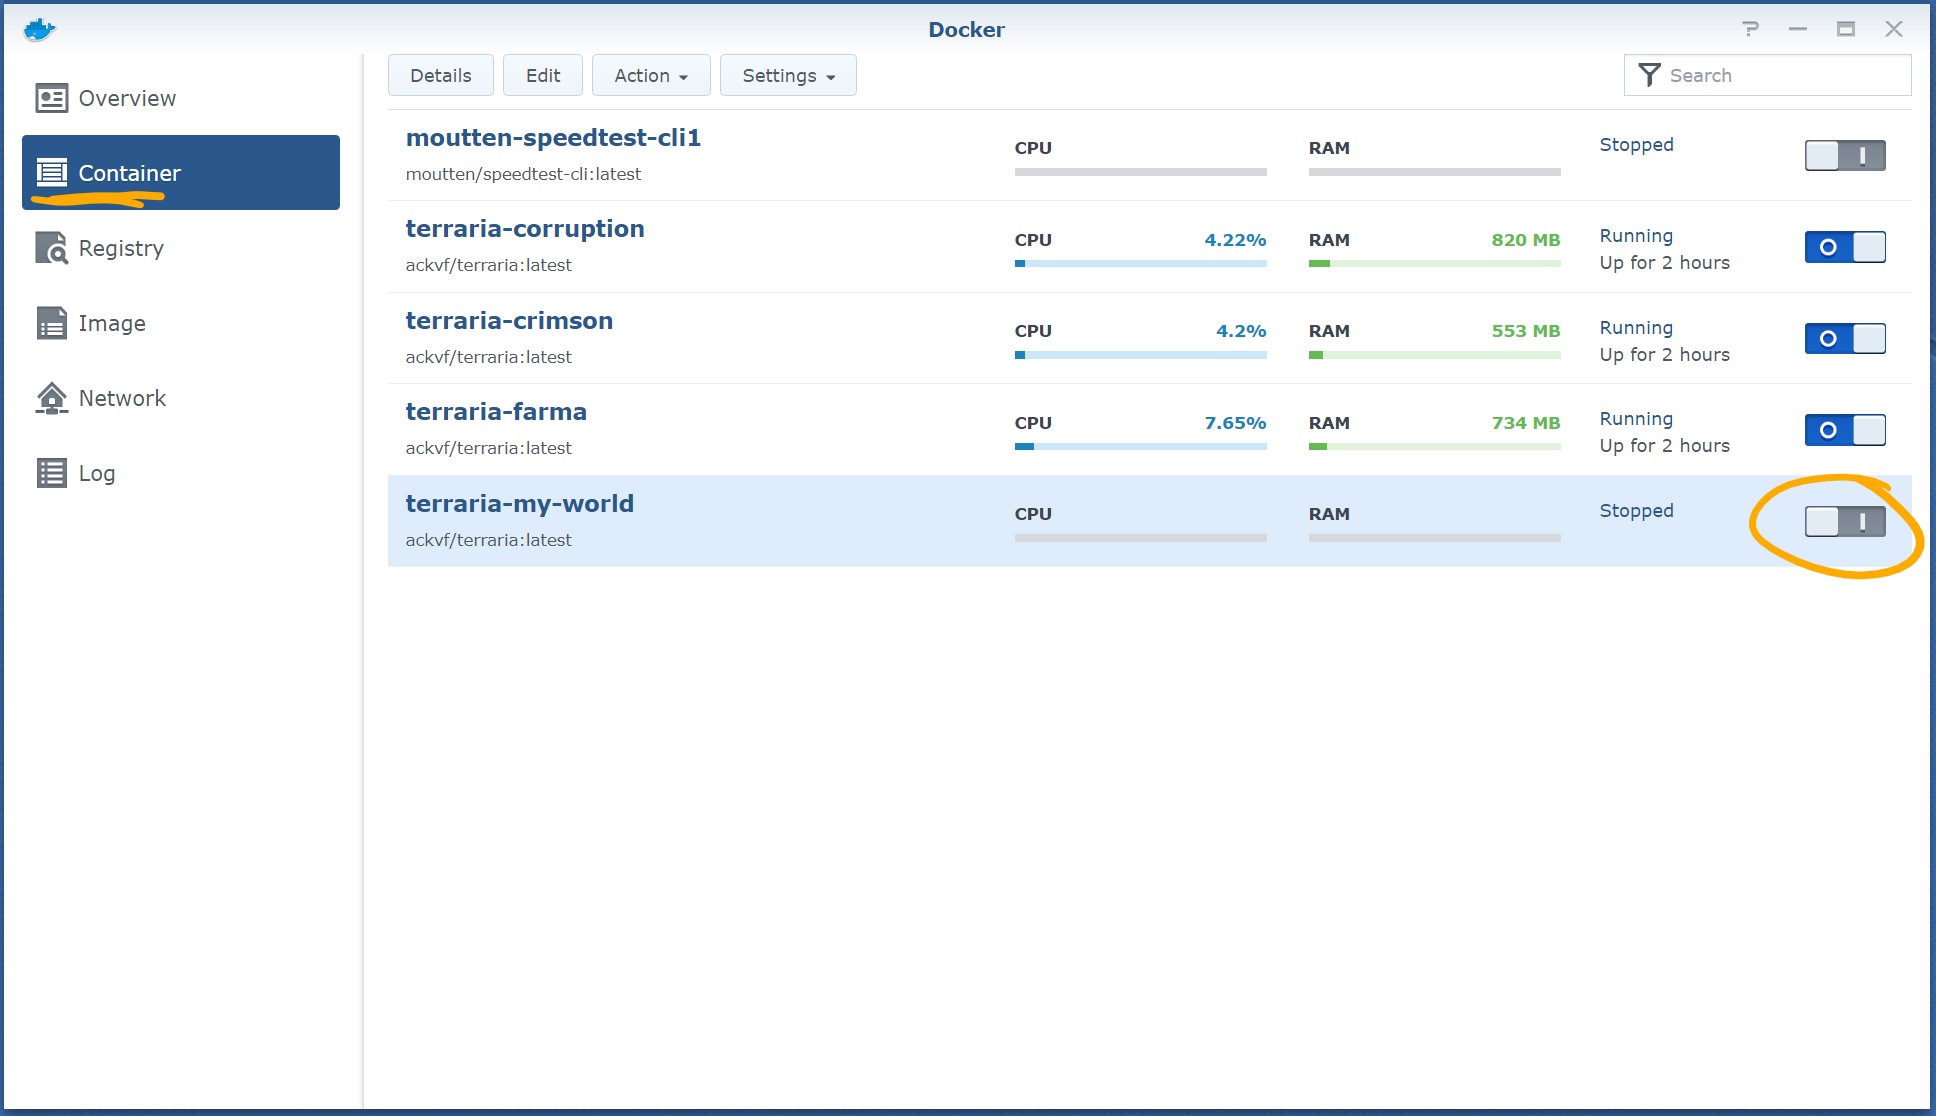 Docker
Overview
Container
Registry
Image
Network
Log
Details
Edit
Action
Settings
Search
moutten-speedtest-cli1
moutten/speedtest-cli:latest
CPU
RAM
Stopped
terraria-corruption
ackvf/terraria:latest
CPU 4.22%
RAM 820 MB
Running
Up for 2 hours
terraria-crimson
ackvf/terraria:latest
CPU 4.2%
RAM 553 MB
Running
Up for 2 hours
terraria-farma
ackvf/terraria:latest
CPU 7.65%
RAM 734 MB
Running
Up for 2 hours
terraria-my-world
ackvf/terraria:latest
CPU
RAM
Stopped